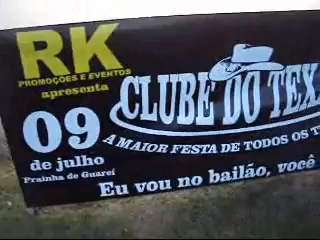 RK
PROMOÇÕES E EVENTOS
apresenta
CLUBE DO TEX
A MAIOR FESTA DE TODOS OS T
09
de julho
Prainha de Guareí
Eu vou no bailão, você